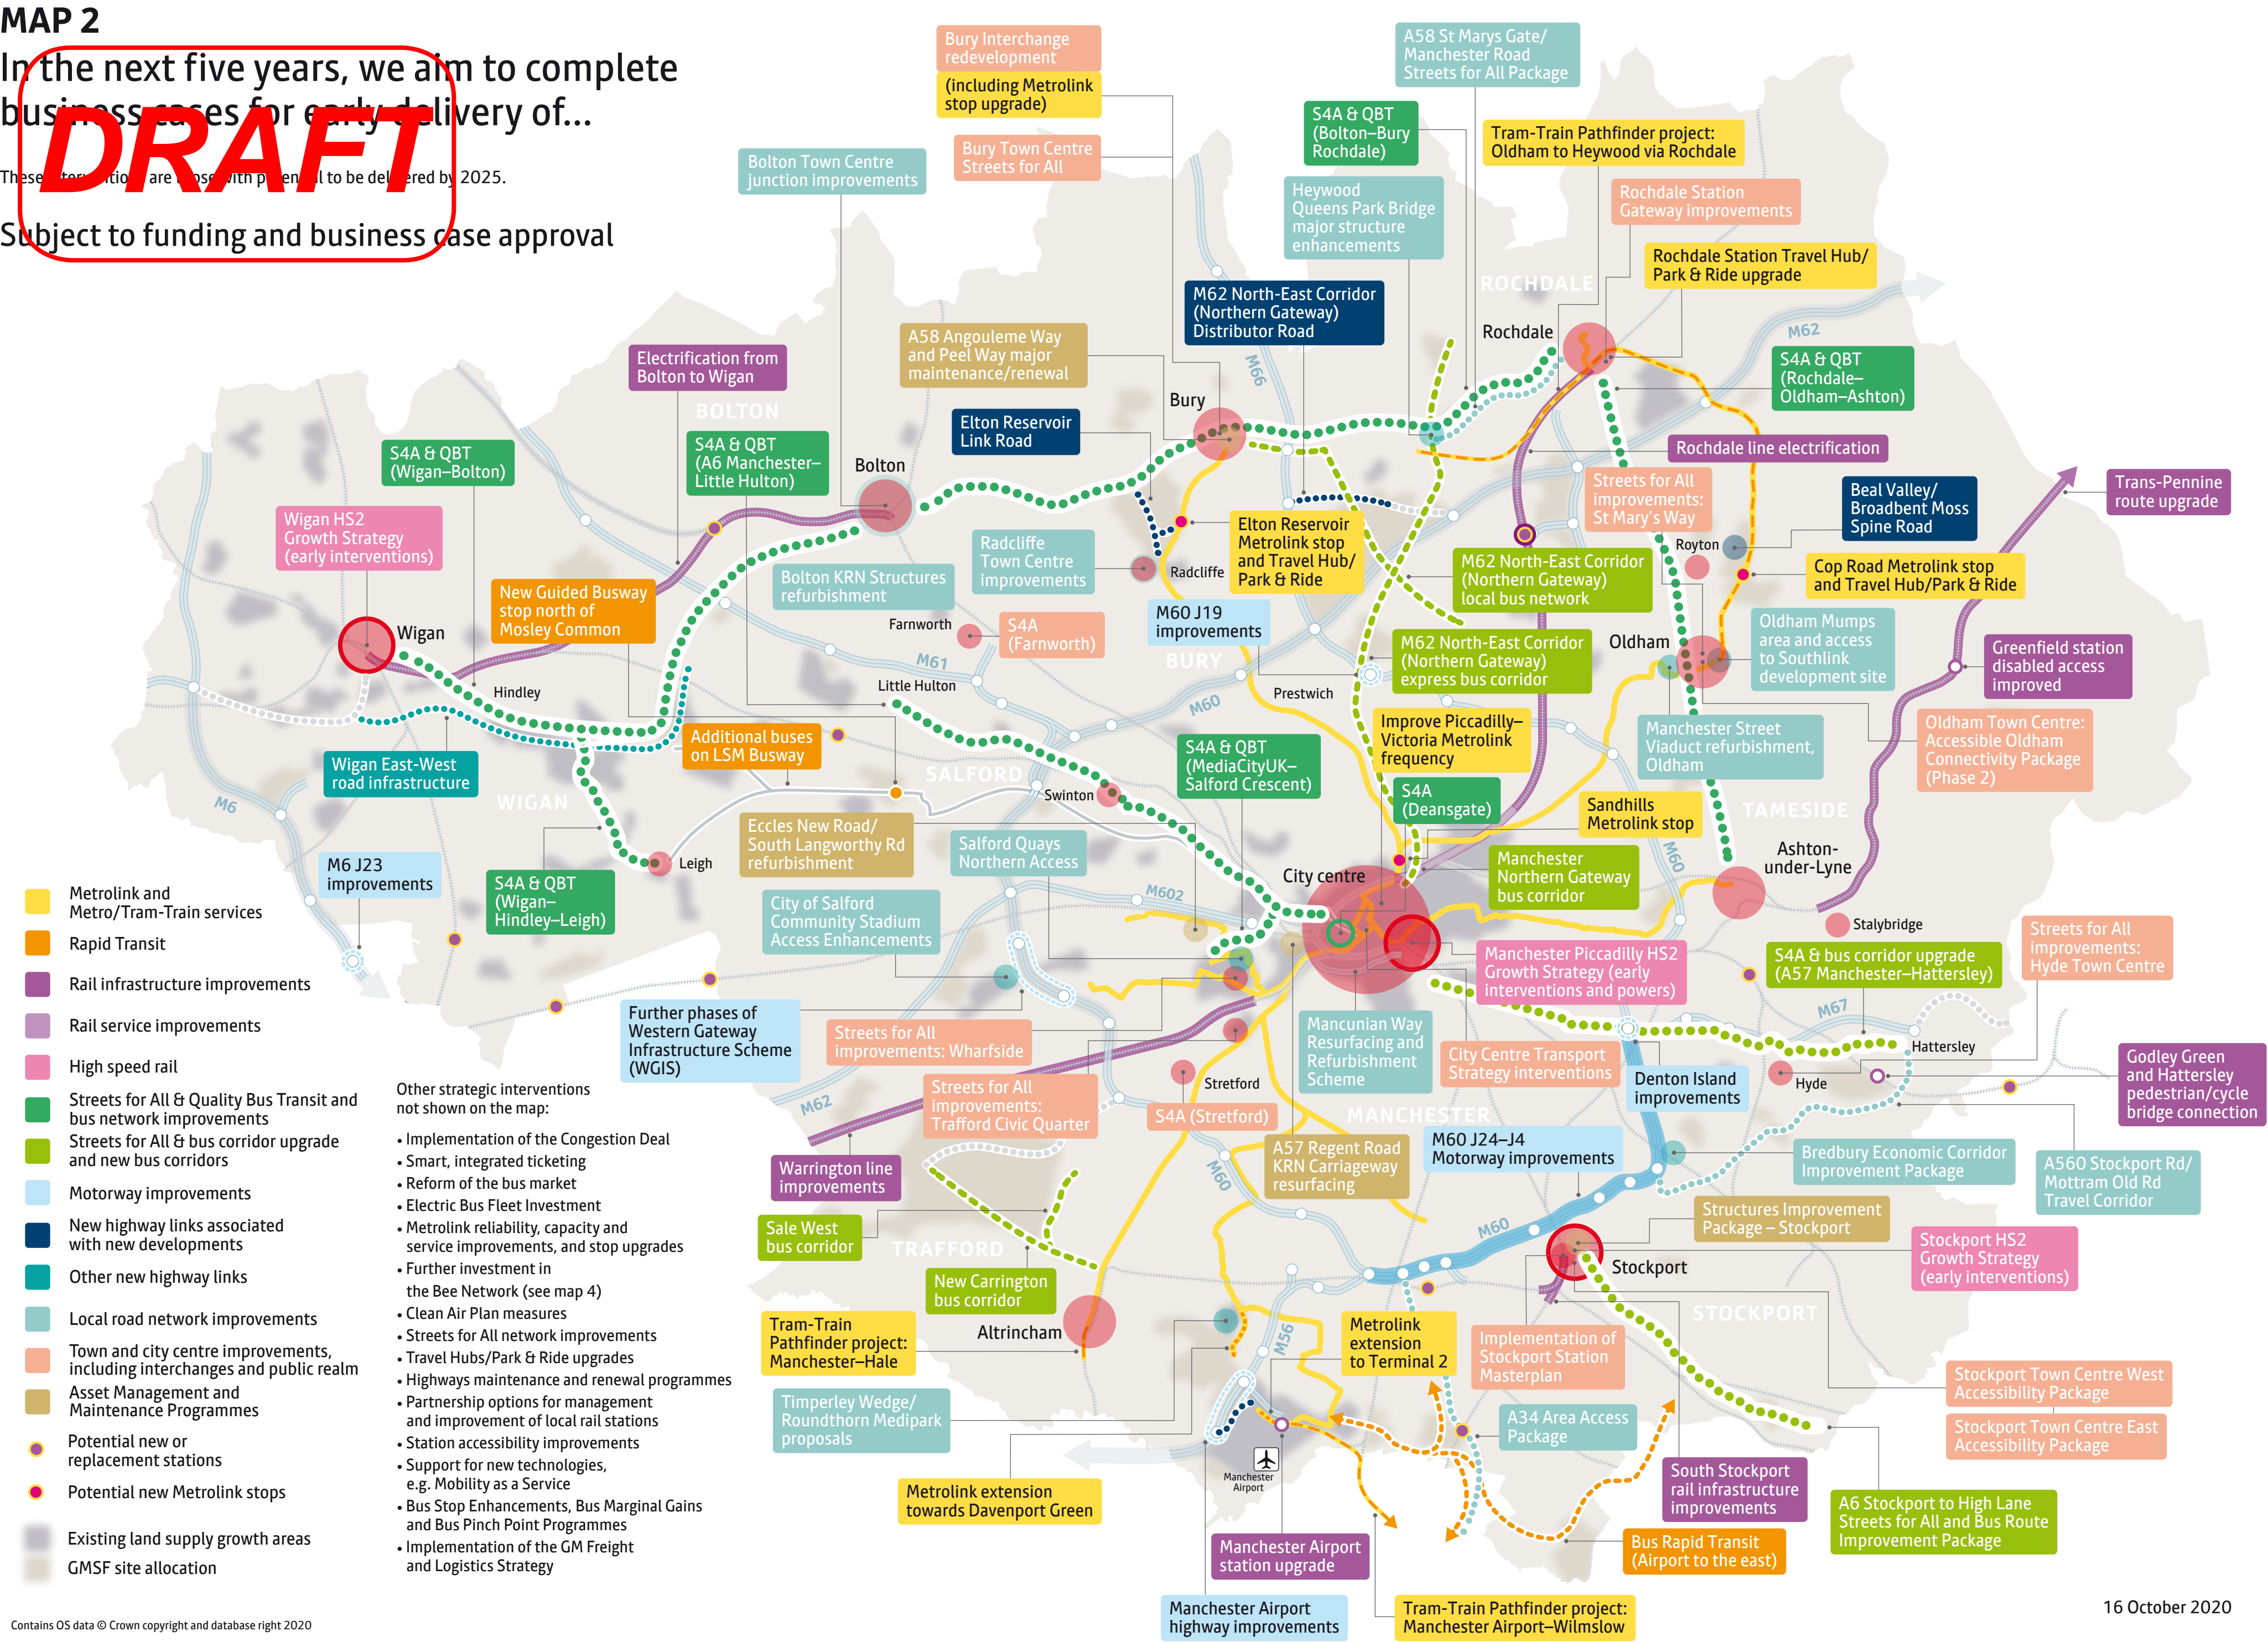 MAP 2
In the next five years, we aim to complete
business cases for early delivery of...
DRAFT
These interventions are those with potential to be delivered by 2025.
Subject to funding and business case approval
Bury Interchange
redevelopment
(including Metrolink
stop upgrade)
Bury Town Centre
Streets for All
A58 St Marys Gate/
Manchester Road
Streets for All Package
S4A & QBT
(Bolton–Bury
Rochdale)
Tram-Train Pathfinder project:
Oldham to Heywood via Rochdale
Bolton Town Centre
junction improvements
Heywood
Queens Park Bridge
major structure
enhancements
Rochdale Station
Gateway improvements
Rochdale Station Travel Hub/
Park & Ride upgrade
ROCHDALE
M62 North-East Corridor
(Northern Gateway)
Distributor Road
Rochdale
M62
A58 Angouleme Way
and Peel Way major
maintenance/renewal
Electrification from
Bolton to Wigan
M66
S4A & QBT
(Rochdale–
Oldham–Ashton)
BOLTON
Bury
Elton Reservoir
Link Road
S4A & QBT
(Wigan–Bolton)
S4A & QBT
(A6 Manchester–
Little Hulton)
Bolton
Rochdale line electrification
Streets for All
improvements:
St Mary's Way
Beal Valley/
Broadbent Moss
Spine Road
Trans-Pennine
route upgrade
Wigan HS2
Growth Strategy
(early interventions)
Elton Reservoir
Metrolink stop
and Travel Hub/
Park & Ride
Radcliffe
Town Centre
improvements
Radcliffe
Royton
M62 North-East Corridor
(Northern Gateway)
local bus network
Cop Road Metrolink stop
and Travel Hub/Park & Ride
Bolton KRN Structures
refurbishment
New Guided Busway
stop north of
Mosley Common
M60 J19
improvements
Farnworth
S4A
(Farnworth)
Wigan
M62 North-East Corridor
(Northern Gateway)
express bus corridor
Oldham
Oldham Mumps
area and access
to Southlink
development site
Greenfield station
disabled access
improved
M61
BURY
Hindley
Little Hulton
M60
Prestwich
Improve Piccadilly–
Victoria Metrolink
frequency
Manchester Street
Viaduct refurbishment,
Oldham
Oldham Town Centre:
Accessible Oldham
Connectivity Package
(Phase 2)
Additional buses
on LSM Busway
S4A & QBT
(MediaCityUK–
Salford Crescent)
Wigan East-West
road infrastructure
SALFORD
S4A
(Deansgate)
Swinton
M6
WIGAN
Sandhills
Metrolink stop
TAMESIDE
Eccles New Road/
South Langworthy Rd
refurbishment
Salford Quays
Northern Access
Manchester
Northern Gateway
bus corridor
M60
Ashton-
under-Lyne
M6 J23
improvements
Leigh
City centre
S4A & QBT
(Wigan–
Hindley–Leigh)
City of Salford
Community Stadium
Access Enhancements
M602
Stalybridge
Streets for All
improvements:
Hyde Town Centre
Manchester Piccadilly HS2
Growth Strategy (early
interventions and powers)
S4A & bus corridor upgrade
(A57 Manchester–Hattersley)
Further phases of
Western Gateway
Infrastructure Scheme
(WGIS)
Streets for All
improvements: Wharfside
Mancunian Way
Resurfacing and
Refurbishment
Scheme
City Centre Transport
Strategy interventions
M67
Hattersley
Denton Island
improvements
Hyde
Godley Green
and Hattersley
pedestrian/cycle
bridge connection
Stretford
Streets for All
improvements:
Trafford Civic Quarter
M62
S4A (Stretford)
MANCHESTER
A57 Regent Road
KRN Carriageway
resurfacing
M60 J24–J4
Motorway improvements
Bredbury Economic Corridor
Improvement Package
A560 Stockport Rd/
Mottram Old Rd
Travel Corridor
Warrington line
improvements
M60
Sale West
bus corridor
TRAFFORD
Structures Improvement
Package – Stockport
M60
Stockport HS2
Growth Strategy
(early interventions)
New Carrington
bus corridor
Stockport
STOCKPORT
Altrincham
Tram-Train
Pathfinder project:
Manchester–Hale
M56
Metrolink
extension
to Terminal 2
Implementation of
Stockport Station
Masterplan
Stockport Town Centre West
Accessibility Package
Stockport Town Centre East
Accessibility Package
Timperley Wedge/
Roundthorn Medipark
proposals
A34 Area Access
Package
Manchester
Airport
Metrolink extension
towards Davenport Green
South Stockport
rail infrastructure
improvements
A6 Stockport to High Lane
Streets for All and Bus Route
Improvement Package
Manchester Airport
station upgrade
Bus Rapid Transit
(Airport to the east)
Manchester Airport
highway improvements
Tram-Train Pathfinder project:
Manchester Airport–Wilmslow
Metrolink and
Metro/Tram-Train services
Rapid Transit
Rail infrastructure improvements
Rail service improvements
High speed rail
Streets for All & Quality Bus Transit and
bus network improvements
Streets for All & bus corridor upgrade
and new bus corridors
Motorway improvements
New highway links associated
with new developments
Other new highway links
Local road network improvements
Town and city centre improvements,
including interchanges and public realm
Asset Management and
Maintenance Programmes
Potential new or
replacement stations
Potential new Metrolink stops
Existing land supply growth areas
GMSF site allocation
Other strategic interventions
not shown on the map:
• Implementation of the Congestion Deal
• Smart, integrated ticketing
• Reform of the bus market
• Electric Bus Fleet Investment
• Metrolink reliability, capacity and
service improvements, and stop upgrades
• Further investment in
the Bee Network (see map 4)
• Clean Air Plan measures
• Streets for All network improvements
• Travel Hubs/Park & Ride upgrades
• Highways maintenance and renewal programmes
• Partnership options for management
and improvement of local rail stations
• Station accessibility improvements
• Support for new technologies,
e.g. Mobility as a Service
• Bus Stop Enhancements, Bus Marginal Gains
and Bus Pinch Point Programmes
• Implementation of the GM Freight
and Logistics Strategy
Contains OS data © Crown copyright and database right 2020
16 October 2020